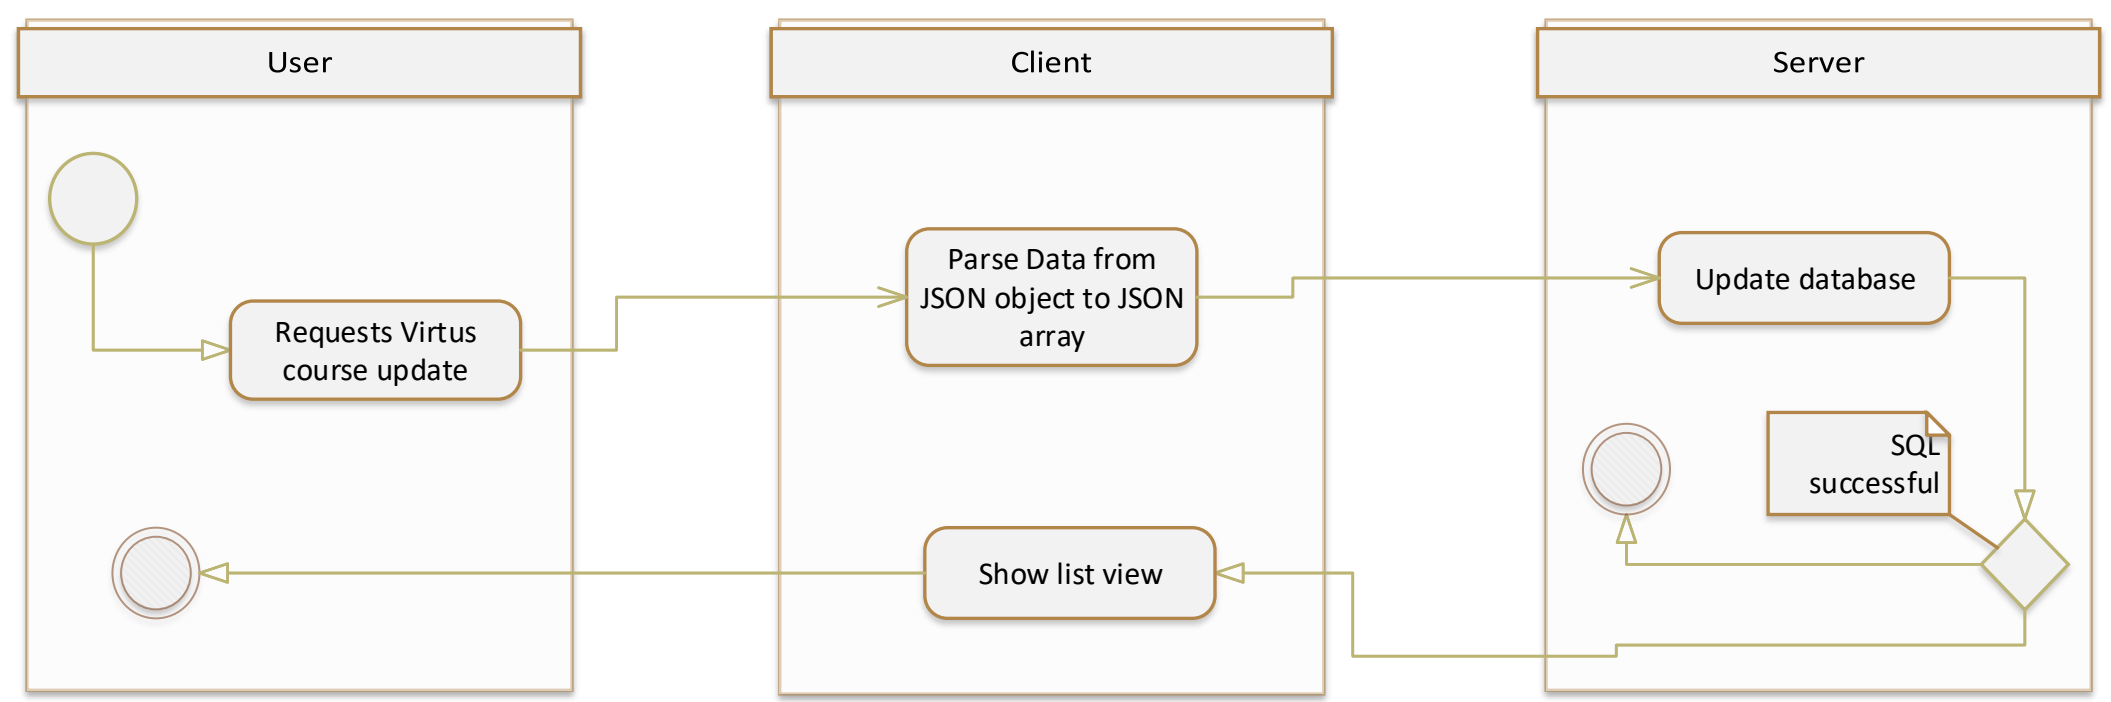 User
Client
Server
Requests Virtus
course update
Parse Data from
JSON object to JSON
array
Update database
SQL
successful
Show list view